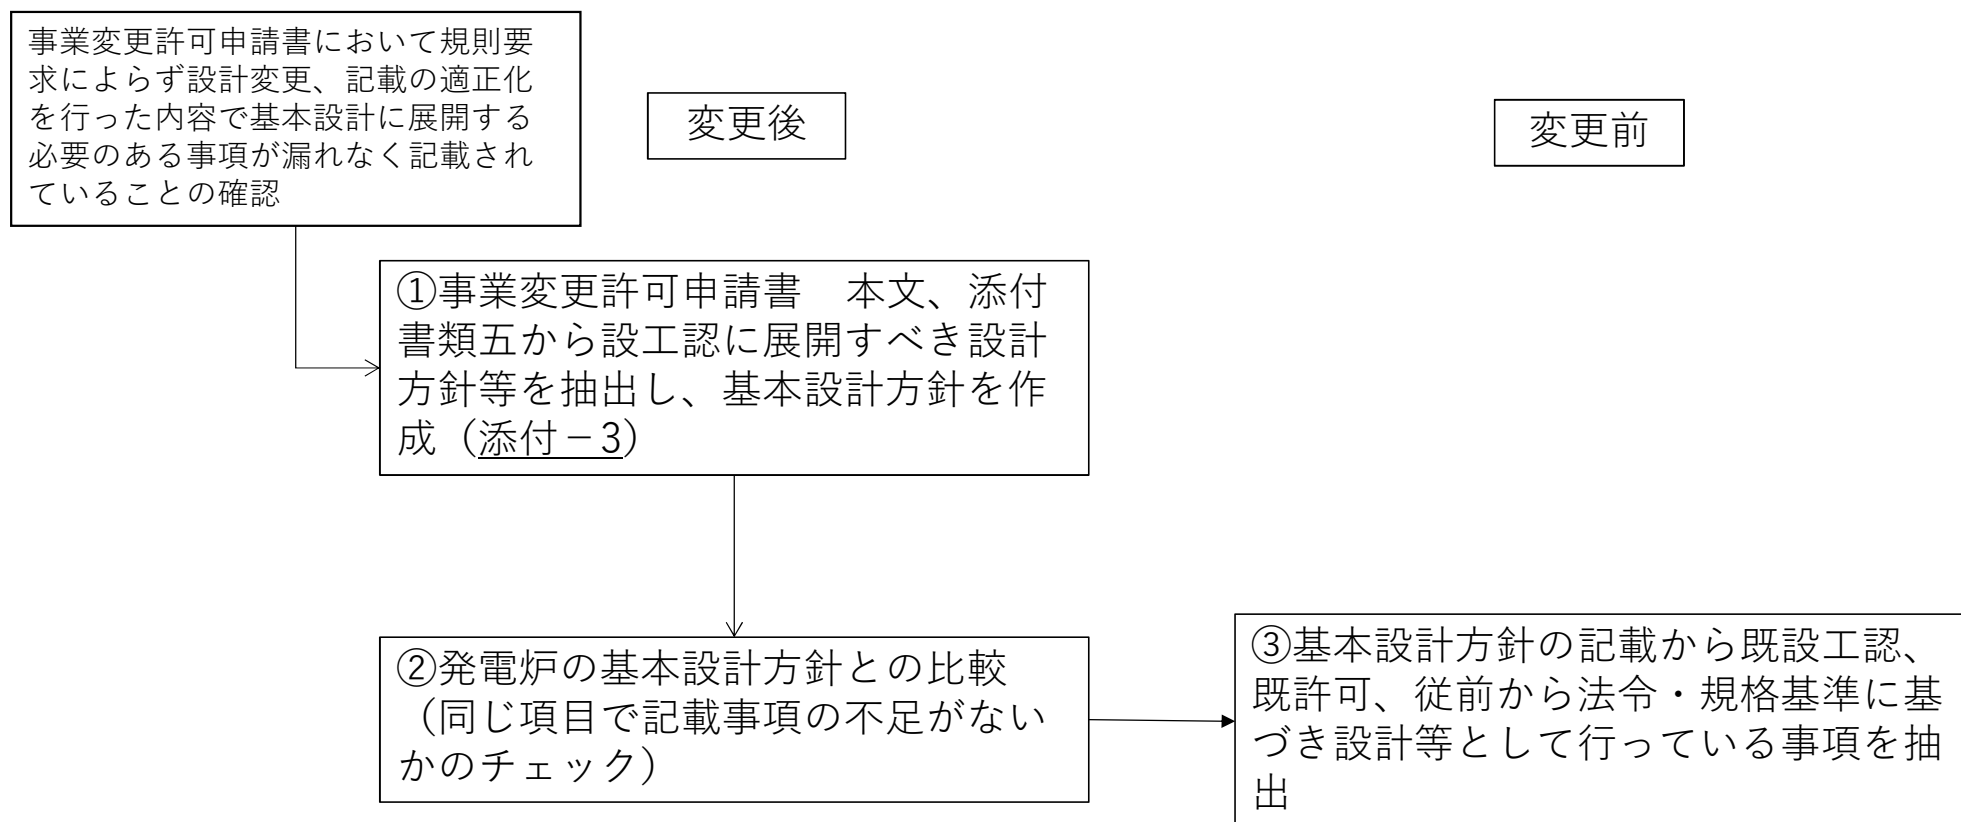 事業変更許可申請書において規則要
求によらず設計変更、記載の適正化
を行った内容で基本設計に展開する
必要のある事項が漏れなく記載され
ていることの確認
変更後
変更前
①事業変更許可申請書　本文、添付
書類五から設工認に展開すべき設計
方針等を抽出し、基本設計方針を作
成（添付－3）
②発電炉の基本設計方針との比較
（同じ項目で記載事項の不足がない
かのチェック）
③基本設計方針の記載から既設工認、
既許可、従前から法令・規格基準に基
づき設計等として行っている事項を抽
出